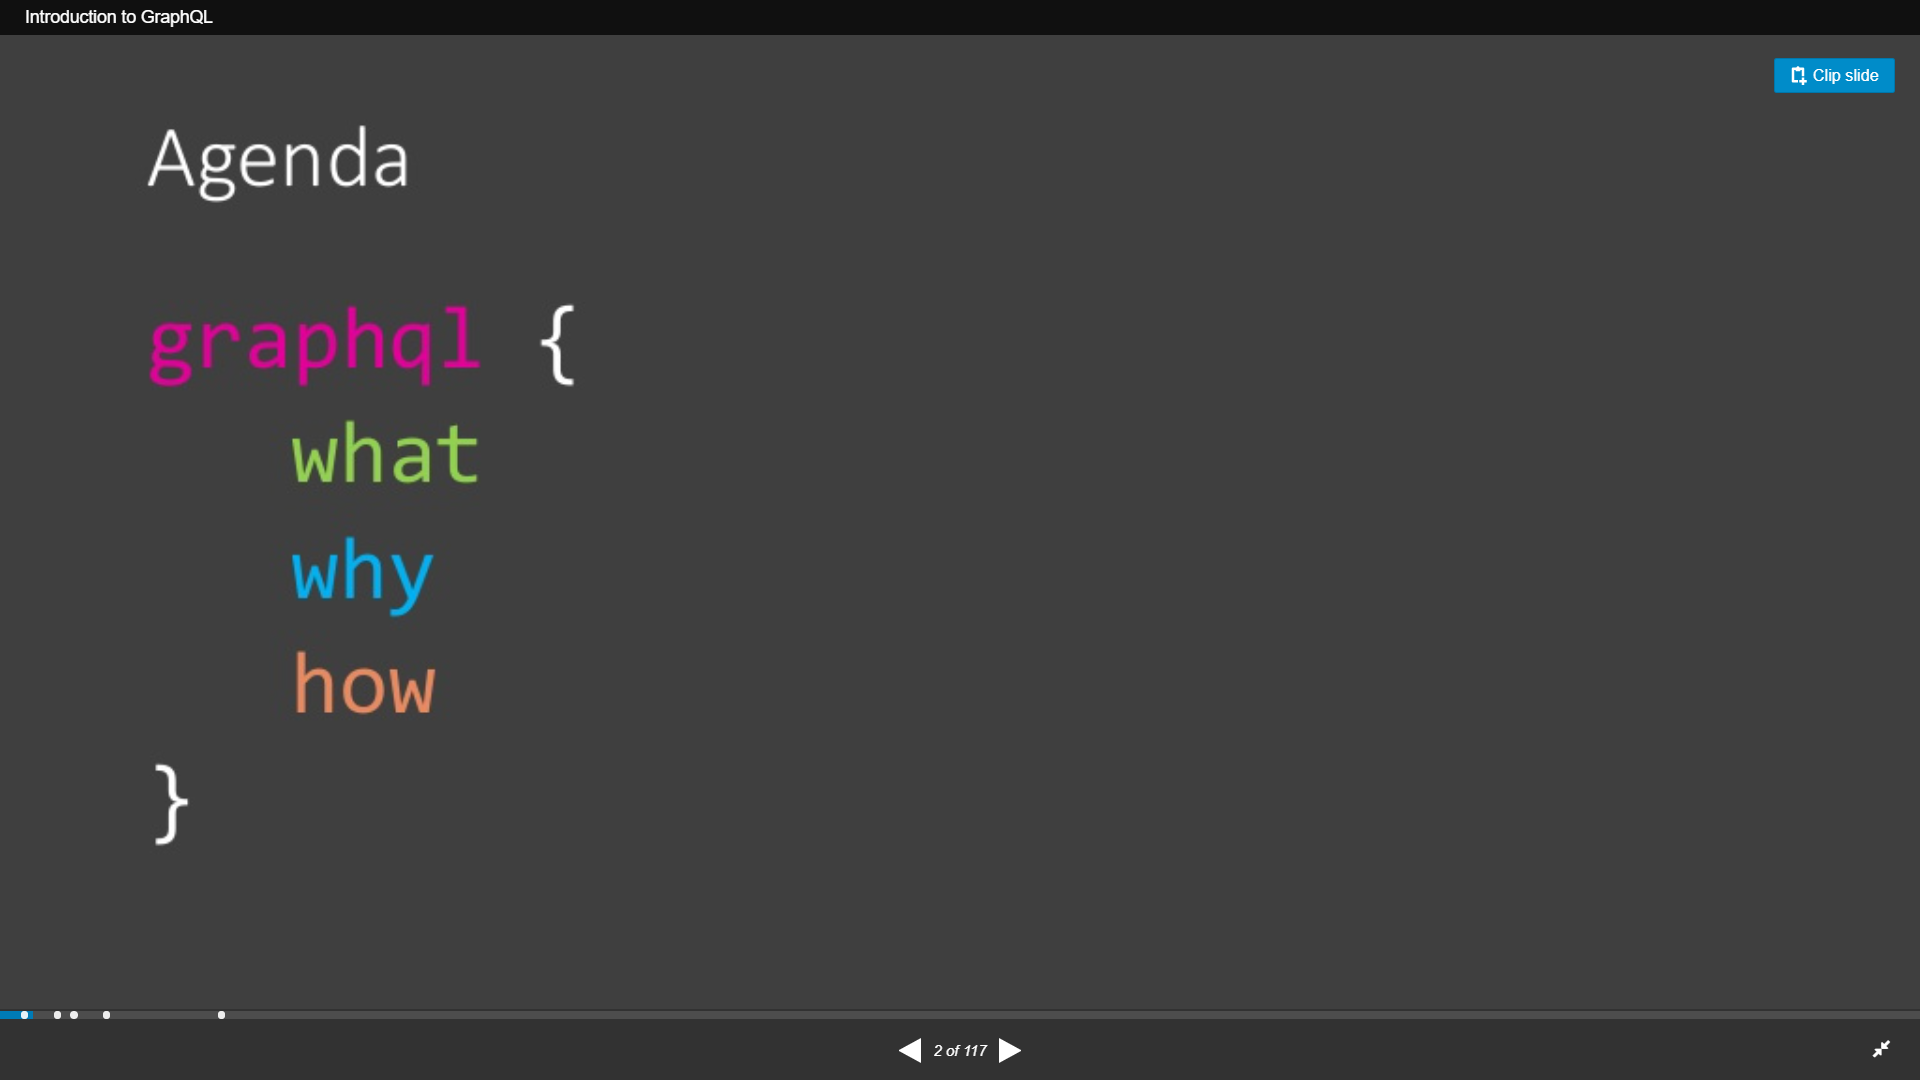 Introduction to GraphQL
Clip slide
Agenda
graphql {
what
why
how
}
2 of 117